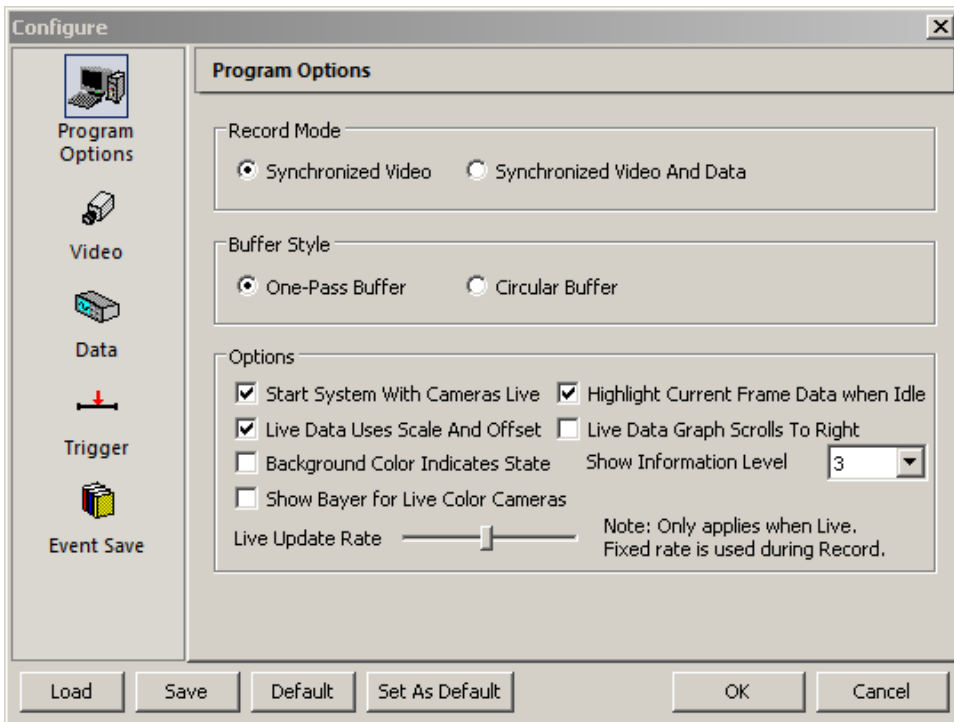 Configure
Program
Options
Video
Data
Trigger
Event Save
Program Options
Record Mode
Synchronized Video
Synchronized Video And Data
Buffer Style
One-Pass Buffer
Circular Buffer
Options
Start System With Cameras Live
Highlight Current Frame Data when Idle
Live Data Uses Scale And Offset
Live Data Graph Scrolls To Right
Background Color Indicates State
Show Information Level
3
Show Bayer for Live Color Cameras
Live Update Rate
Note: Only applies when Live.
Fixed rate is used during Record.
Load
Save
Default
Set As Default
OK
Cancel